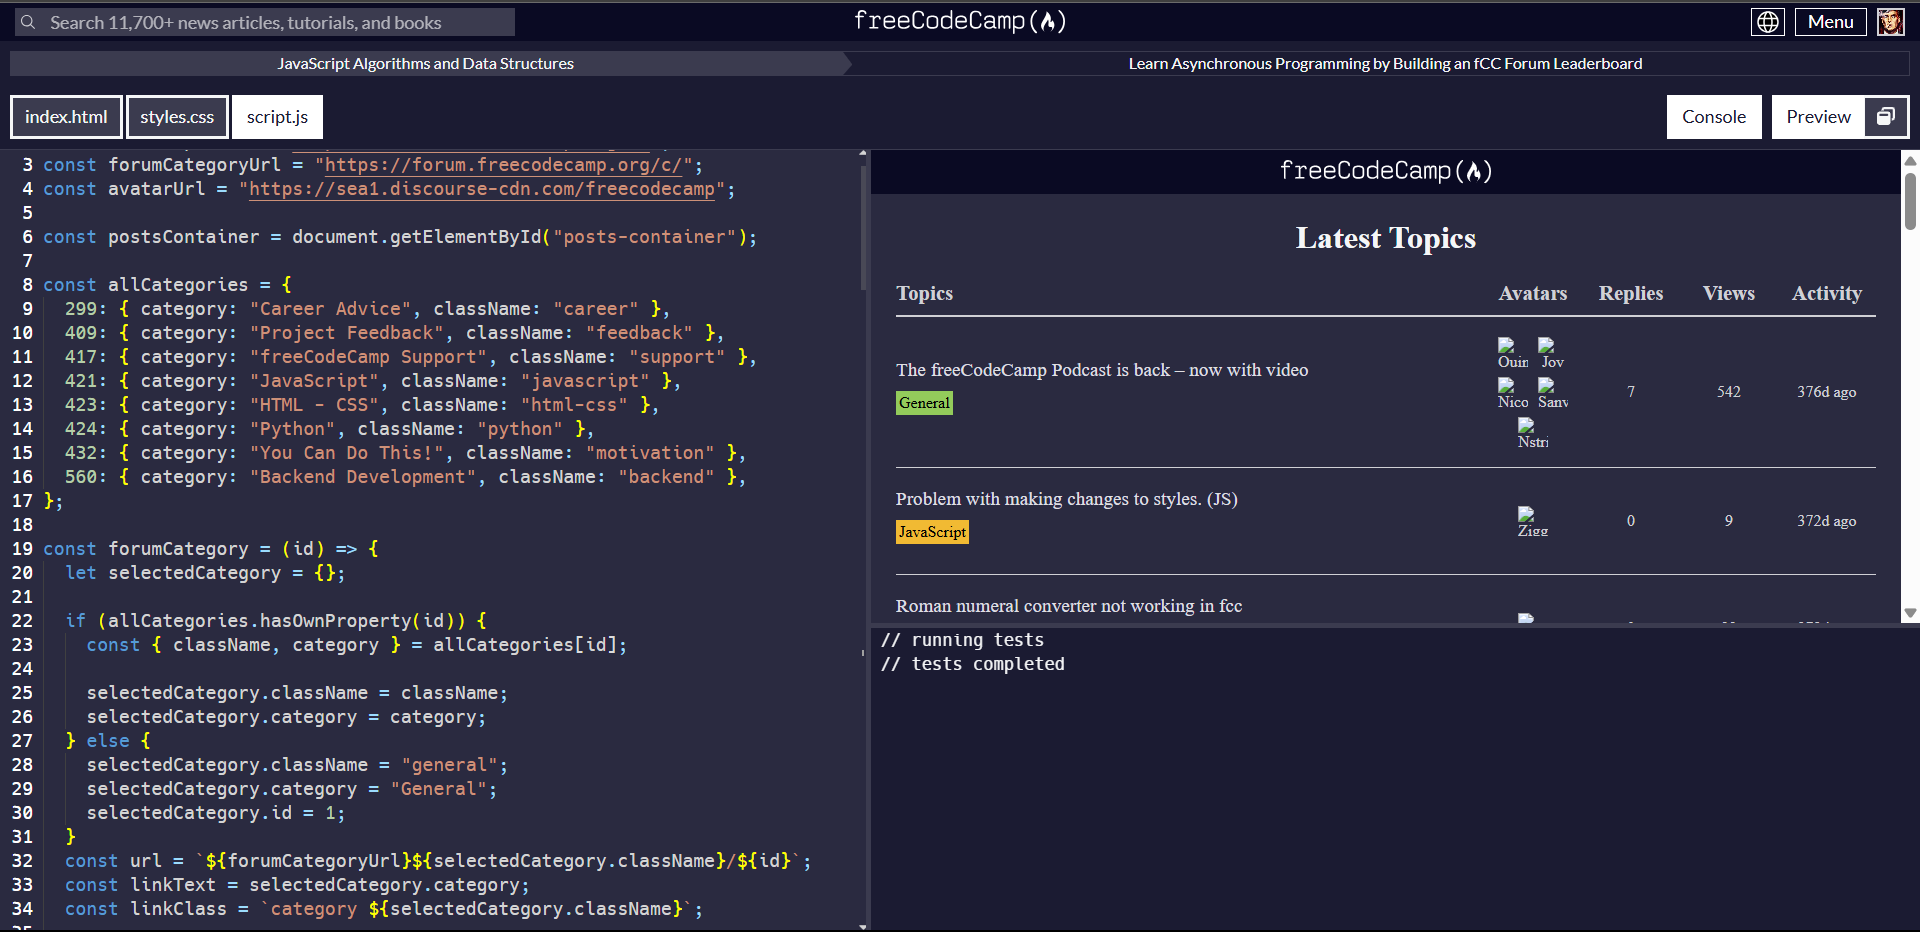 Search 11,700+ news articles, tutorials, and books
freeCodeCamp(🔥)
Menu
JavaScript Algorithms and Data Structures
Learn Asynchronous Programming by Building an fCC Forum Leaderboard
index.html
styles.css
script.js
Console
Preview
3 const forumCategoryUrl = "https://forum.freecodecamp.org/c/";
4 const avatarUrl = "https://sea1.discourse-cdn.com/freecodecamp";
5
6 const postsContainer = document.getElementById("posts-container");
7
8 const allCategories = {
9   299: { category: "Career Advice", className: "career" },
10   409: { category: "Project Feedback", className: "feedback" },
11   417: { category: "freeCodeCamp Support", className: "support" },
12   421: { category: "JavaScript", className: "javascript" },
13   423: { category: "HTML - CSS", className: "html-css" },
14   424: { category: "Python", className: "python" },
15   432: { category: "You Can Do This!", className: "motivation" },
16   560: { category: "Backend Development", className: "backend" },
17 };
18
19 const forumCategory = (id) => {
20   let selectedCategory = {};
21
22   if (allCategories.hasOwnProperty(id)) {
23     const { className, category } = allCategories[id];
24
25     selectedCategory.className = className;
26     selectedCategory.category = category;
27   } else {
28     selectedCategory.className = "general";
29     selectedCategory.category = "General";
30     selectedCategory.id = 1;
31   }
32   const url = `${forumCategoryUrl}${selectedCategory.className}/${id}`;
33   const linkText = selectedCategory.category;
34   const linkClass = `category ${selectedCategory.className}`;
freeCodeCamp(🔥)
Latest Topics
Topics Avatars Replies Views Activity
The freeCodeCamp Podcast is back – now with video
General
Quin Jov
Nico Sanv
Nstri
7 542 376d ago
Problem with making changes to styles. (JS)
JavaScript
Zigg
0 9 372d ago
Roman numeral converter not working in fcc
// running tests
// tests completed